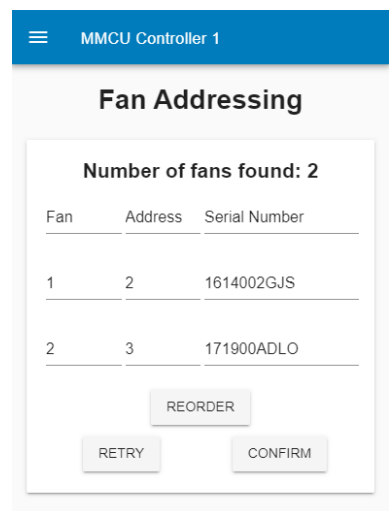 MMCU Controller 1
Fan Addressing
Number of fans found: 2
Fan Address Serial Number
1 2 1614002GJS
2 3 171900ADLO
REORDER
RETRY CONFIRM